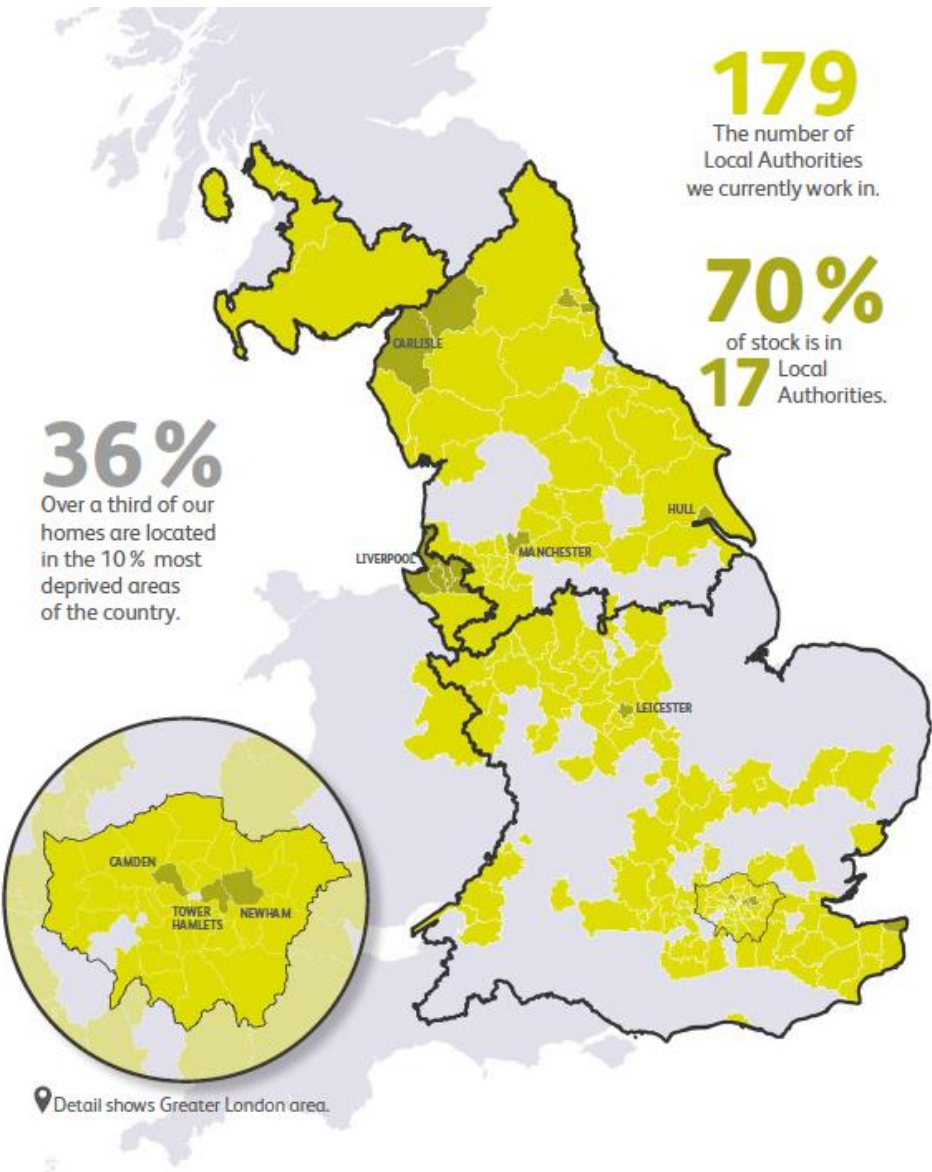 179
The number of
Local Authorities
we currently work in.
70%
of stock is in
17 Local
Authorities.
36%
Over a third of our
homes are located
in the 10% most
deprived areas
of the country.
CARLISLE
HULL
MANCHESTER
LIVERPOOL
LEICESTER
CAMDEN
TOWER
HAMLETS
NEWHAM
Detail shows Greater London area.